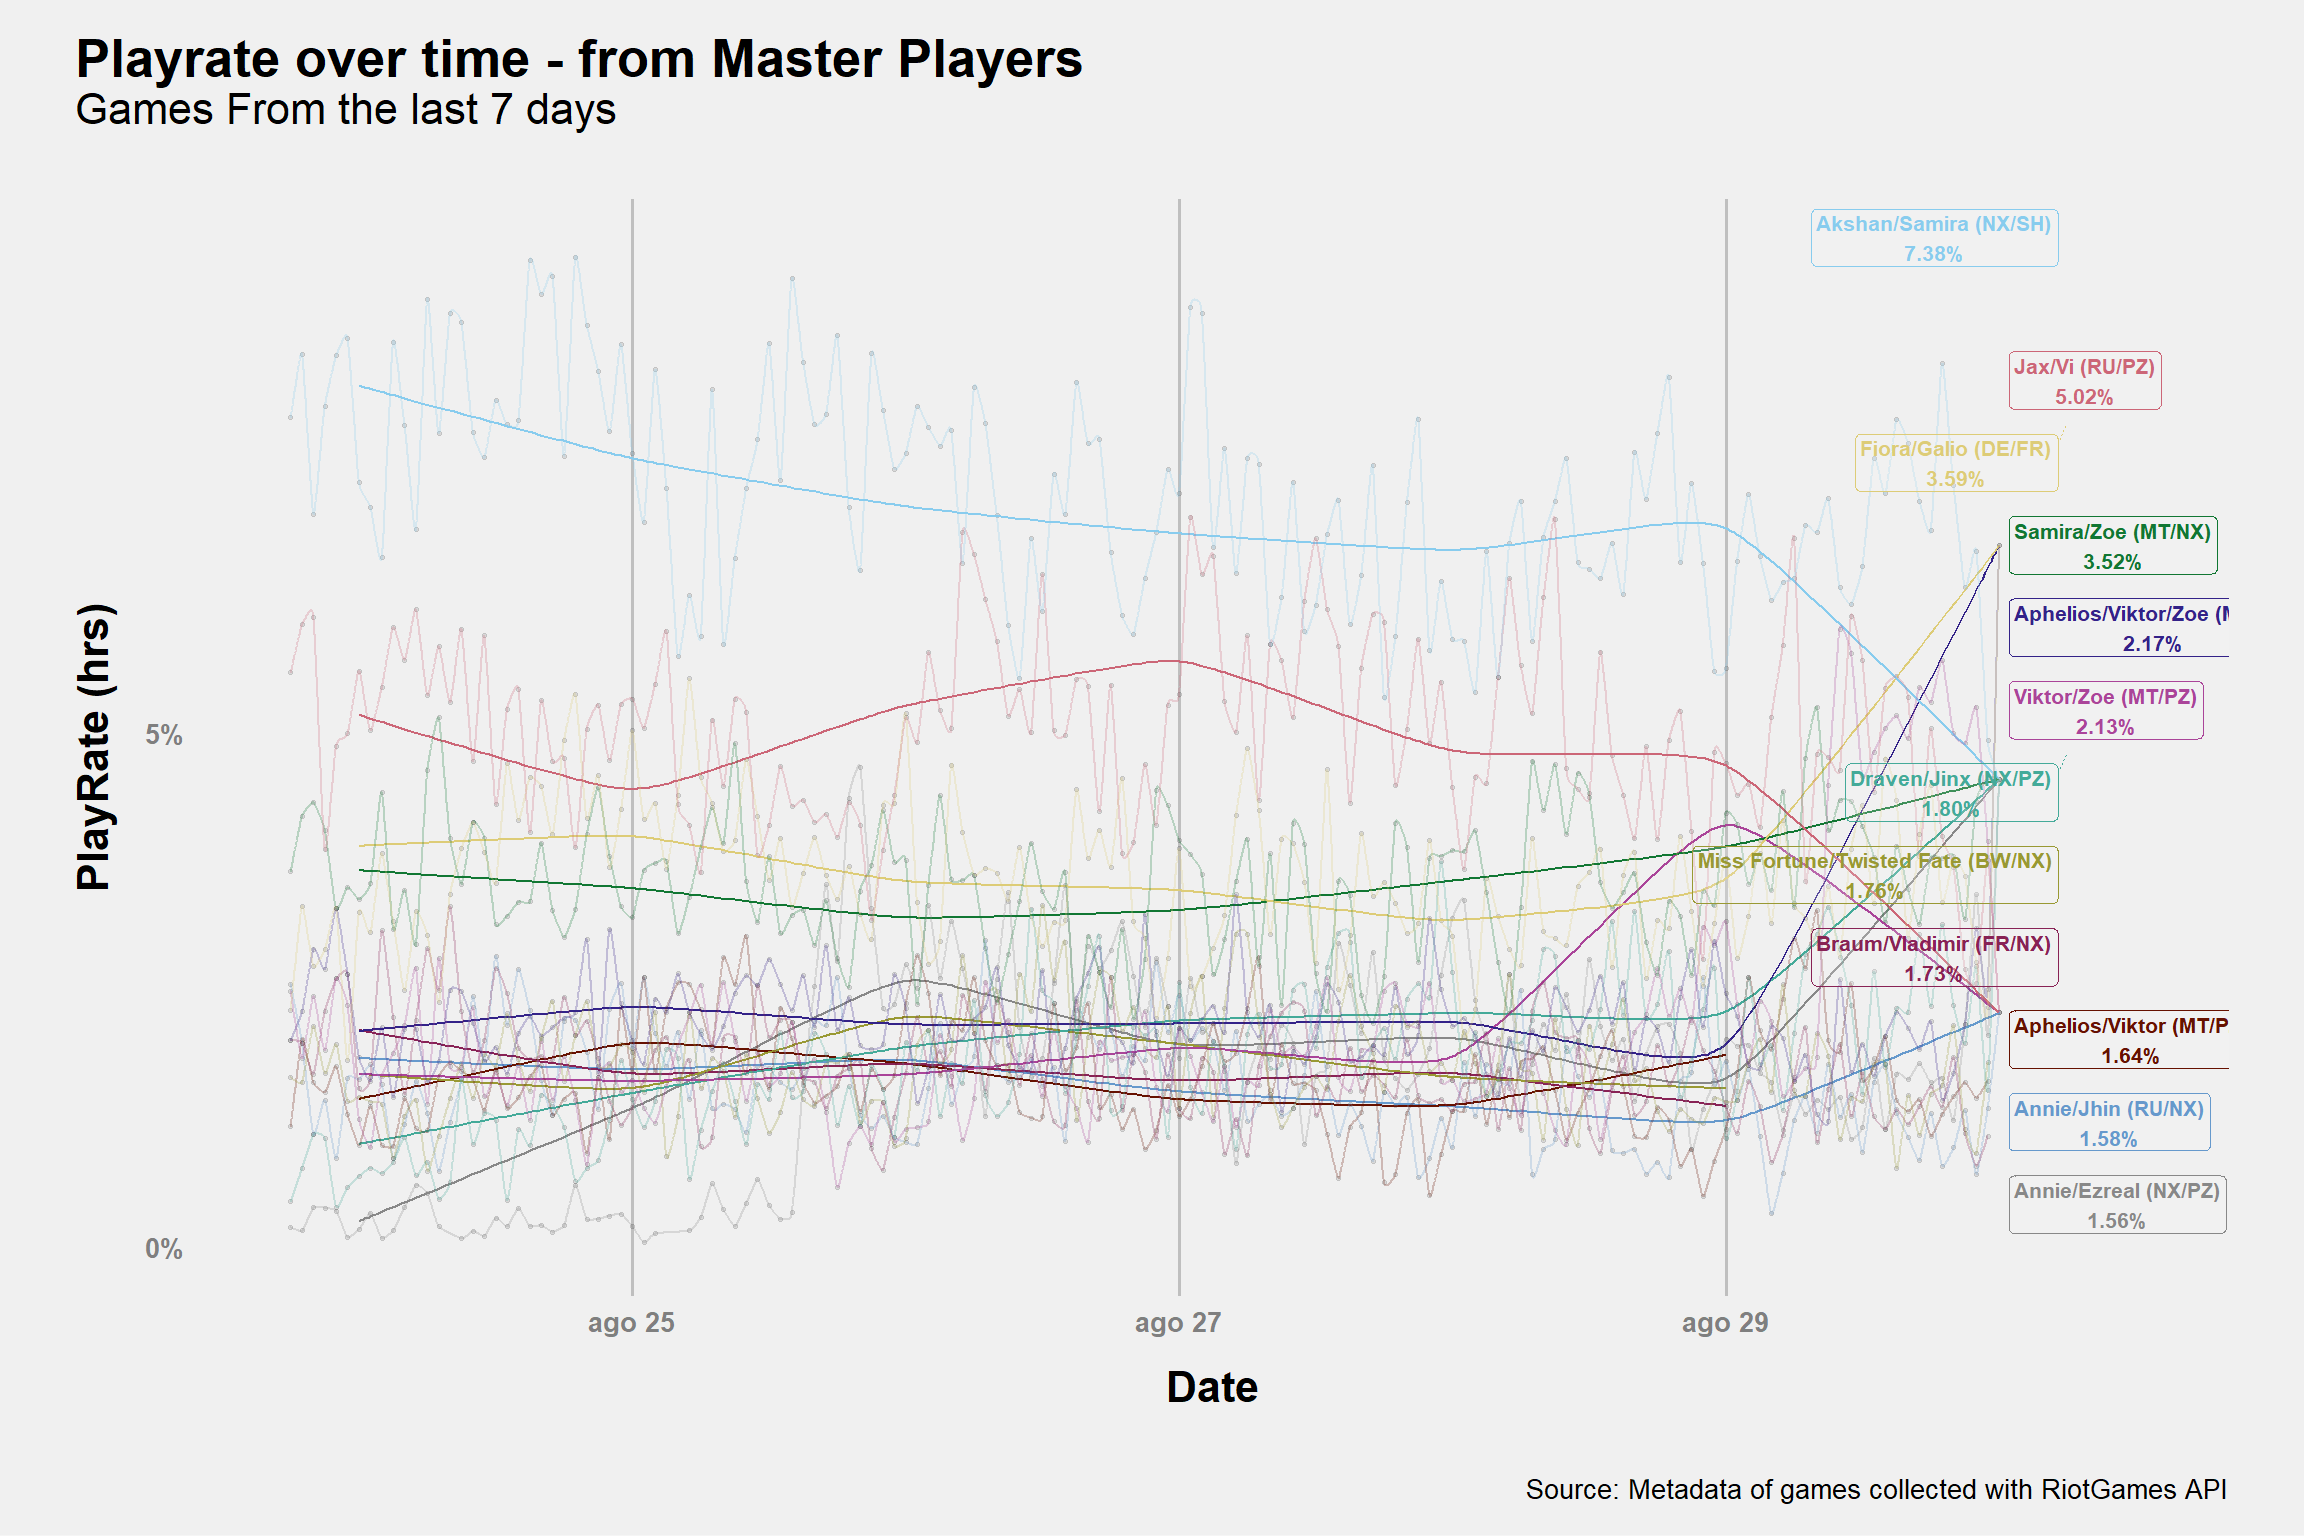 Playrate over time - from Master Players
Games From the last 7 days
Akshan/Samira (NX/SH)
7.38%
Jax/Vi (RU/PZ)
5.02%
Fiora/Galio (DE/FR)
3.59%
Samira/Zoe (MT/NX)
3.52%
Aphelios/Viktor/Zoe (M
2.17%
Viktor/Zoe (MT/PZ)
2.13%
Draven/Jinx (NX/PZ)
1.80%
Miss Fortune/Twisted Fate (BW/NX)
1.76%
Braum/Vladimir (FR/NX)
1.73%
Aphelios/Viktor (MT/P
1.64%
Annie/Jhin (RU/NX)
1.58%
Annie/Ezreal (NX/PZ)
1.56%
PlayRate (hrs)
5%
0%
ago 25
ago 27
ago 29
Date
Source: Metadata of games collected with RiotGames API